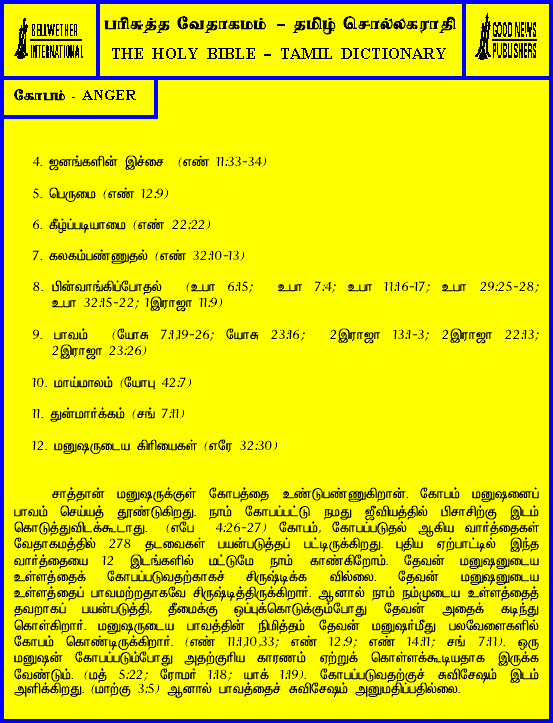 BELLWETHER
INTERNATIONAL
பரிசுத்த வேதாகமம் – தமிழ் சொல்லகராதி
THE HOLY BIBLE – TAMIL DICTIONARY
GOOD NEWS
PUBLISHERS
கோபம் - ANGER
4. ஜனங்களின் இச்சை (எண் 11:33-34)
5. பெருமை (எண் 12:9)
6. கீழ்ப்படியாமை (எண் 22:22)
7. கலகம்பண்ணுதல் (எண் 32:10-13)
8. பின்வாங்கிப்போதல் (உபா 6:15; உபா 7:4; உபா 11:16-17; உபா 29:25-28;
உபா 32:15-22; 1இராஜா 11:9)
9. பாவம் (யோசு 7:1,19-26; யோசு 23:16; 2இராஜா 13:1-3; 2இராஜா 22:13;
2இராஜா 23:26)
10. மாய்மாலம் (யோபு 42:7)
11. துன்மார்க்கம் (சங் 7:11)
12. மனுஷருடைய கிரியைகள் (எரே 32:30)
சாத்தான் மனுஷருக்குள் கோபத்தை உண்டுபண்ணுகிறான். கோபம் மனுஷனைப்
பாவம் செய்யத் தூண்டுகிறது. நாம் கோபப்பட்டு நமது ஜீவியத்தில் பிசாசிற்கு இடம்
கொடுத்துவிடக்கூடாது. (எபே 4:26-27) கோபம், கோபப்படுதல் ஆகிய வார்த்தைகள்
வேதாகமத்தில் 278 தடவைகள் பயன்படுத்தப் பட்டிருக்கிறது. புதிய ஏற்பாட்டில் இந்த
வார்த்தையை 12 இடங்களில் மட்டுமே நாம் காண்கிறோம். தேவன் மனுஷனுடைய
உள்ளத்தைக் கோபப்படுவதற்காகச் சிருஷ்டிக்க வில்லை. தேவன் மனுஷனுடைய
உள்ளத்தைப் பாவமற்றதாகவே சிருஷ்டித்திருக்கிறார். ஆனால் நாம் நம்முடைய உள்ளத்தைத்
தவறாகப் பயன்படுத்தி, தீமைக்கு ஒப்புக்கொடுக்கும்போது தேவன் அதைக் கடிந்து
கொள்கிறார். மனுஷருடைய பாவத்தின் நிமித்தம் தேவன் மனுஷர்மீது பலவேளைகளில்
கோபம் கொண்டிருக்கிறார். (எண் 11:1,10,33; எண் 12:9; எண் 14:11; சங் 7:11). ஒரு
மனுஷன் கோபப்படும்போது அதற்குரிய காரணம் ஏற்றுக் கொள்ளக்கூடியதாக இருக்க
வேண்டும். (மத் 5:22; ரோமர் 1:18; யாக் 1:19). கோபப்படுவதற்குச் சுவிசேஷம் இடம்
அளிக்கிறது. (மாற்கு 3:5) ஆனால் பாவத்தைச் சுவிசேஷம் அனுமதிப்பதில்லை.